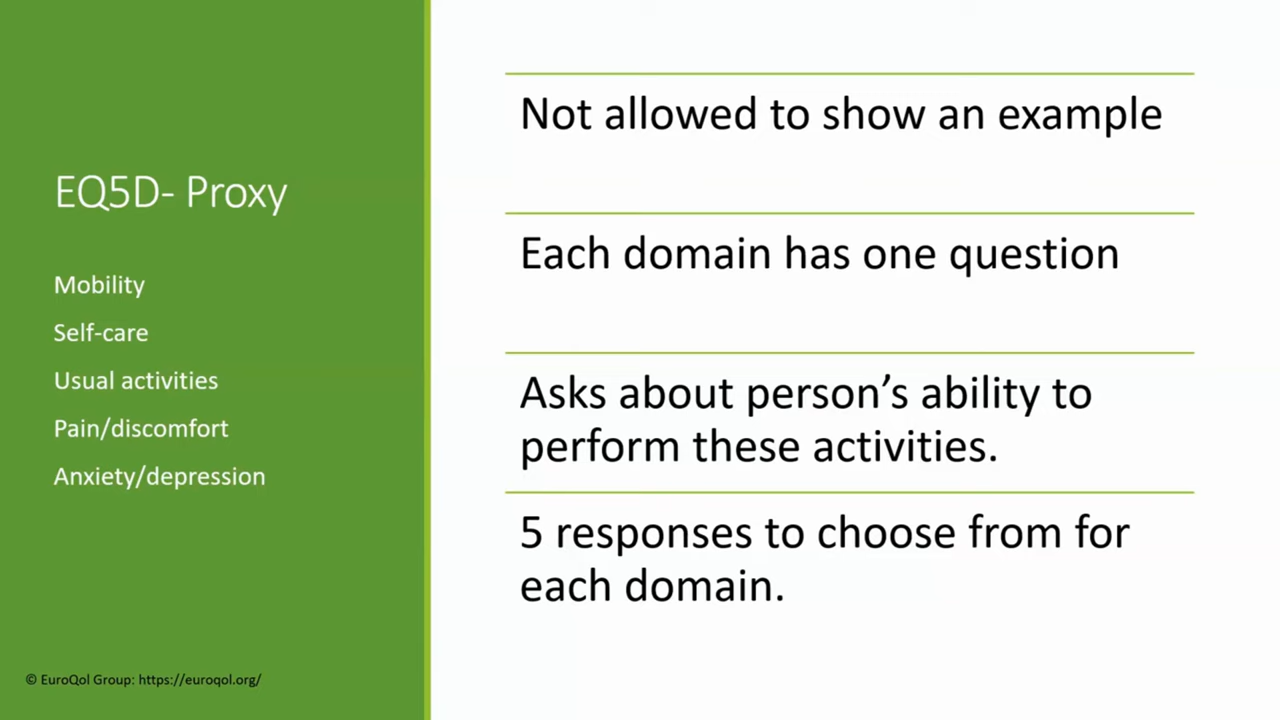 EQ5D- Proxy
Mobility
Self-care
Usual activities
Pain/discomfort
Anxiety/depression
© EuroQol Group: https://euroqol.org/
Not allowed to show an example
Each domain has one question
Asks about person’s ability to
perform these activities.
5 responses to choose from for
each domain.